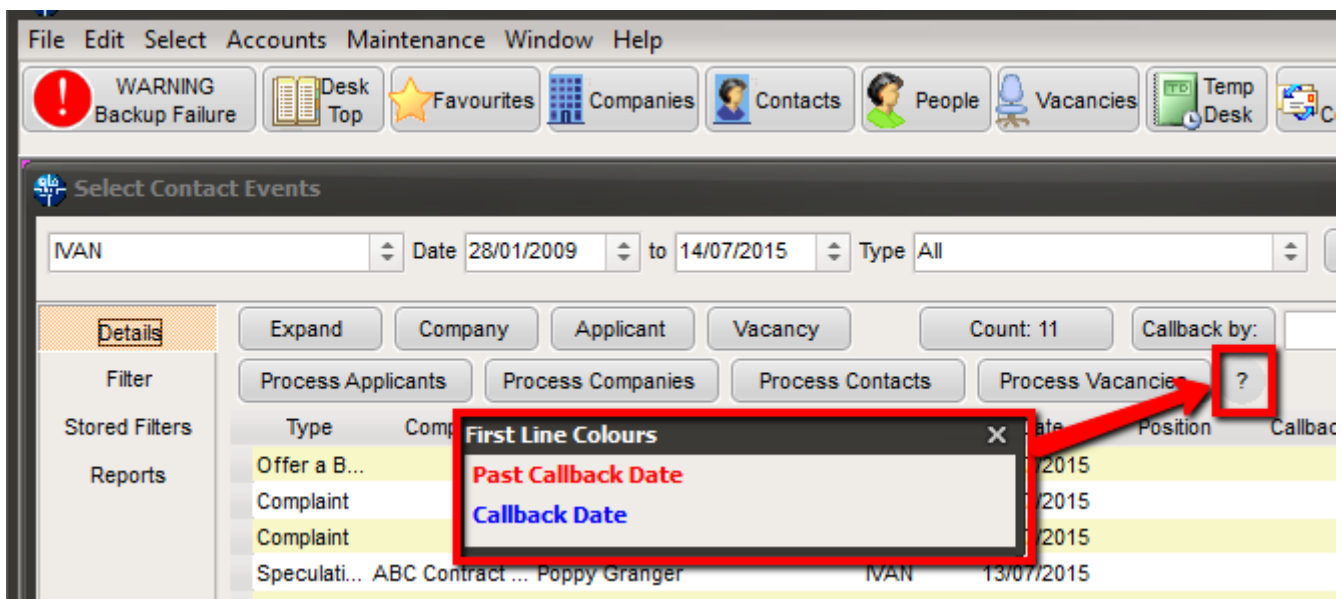 File Edit Select Accounts Maintenance Window Help
WARNING
Backup Failure
Desk
Top
Favourites
Companies
Contacts
People
Vacancies
Temp
Desk
Select Contact Events
IVAN Date 28/01/2009 to 14/07/2015 Type All
Details
Filter
Stored Filters
Reports
Expand Company Applicant Vacancy Count: 11 Callback by:
Process Applicants Process Companies Process Contacts Process Vacancies ?
Type Comp Position Callbac
First Line Colours
Past Callback Date
Callback Date
Offer a B... /2015
Complaint /2015
Complaint /2015
Speculati... ABC Contract ... Poppy Granger IVAN 13/07/2015